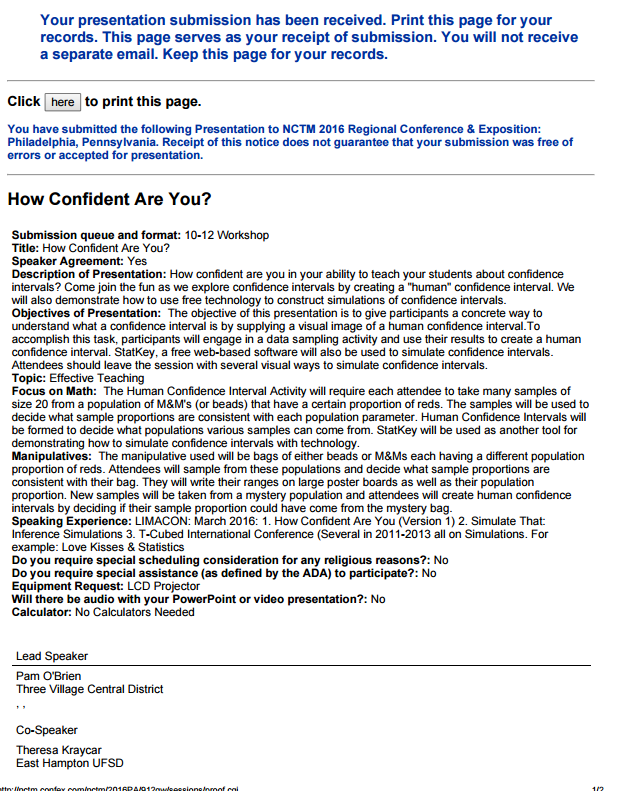 Your presentation submission has been received. Print this page for your
records. This page serves as your receipt of submission. You will not receive
a separate email. Keep this page for your records.
Click here to print this page.
You have submitted the following Presentation to NCTM 2016 Regional Conference & Exposition:
Philadelphia, Pennsylvania. Receipt of this notice does not guarantee that your submission was free of
errors or accepted for presentation.
How Confident Are You?
Submission queue and format: 10-12 Workshop
Title: How Confident Are You?
Speaker Agreement: Yes
Description of Presentation: How confident are you in your ability to teach your students about confidence
intervals? Come join the fun as we explore confidence intervals by creating a "human" confidence interval. We
will also demonstrate how to use free technology to construct simulations of confidence intervals.
Objectives of Presentation: The objective of this presentation is to give participants a concrete way to
understand what a confidence interval is by supplying a visual image of a human confidence interval.To
accomplish this task, participants will engage in a data sampling activity and use their results to create a human
confidence interval. StatKey, a free web-based software will also be used to simulate confidence intervals.
Attendees should leave the session with several visual ways to simulate confidence intervals.
Topic: Effective Teaching
Focus on Math: The Human Confidence Interval Activity will require each attendee to take many samples of
size 20 from a population of M&M's (or beads) that have a certain proportion of reds. The samples will be used to
decide what sample proportions are consistent with each population parameter. Human Confidence Intervals will
be formed to decide what populations various samples can come from. StatKey will be used as another tool for
demonstrating how to simulate confidence intervals with technology.
Manipulatives: The manipulative used will be bags of either beads or M&Ms each having a different population
proportion of reds. Attendees will sample from these populations and decide what sample proportions are
consistent with their bag. They will write their ranges on large poster boards as well as their population
proportion. New samples will be taken from a mystery population and attendees will create human confidence
intervals by deciding if their sample proportion could have come from the mystery bag.
Speaking Experience: LIMACON: March 2016: 1. How Confident Are You (Version 1) 2. Simulate That:
Inference Simulations 3. T-Cubed International Conference (Several in 2011-2013 all on Simulations. For
example: Love Kisses & Statistics
Do you require special scheduling consideration for any religious reasons?: No
Do you require special assistance (as defined by the ADA) to participate?: No
Equipment Request: LCD Projector
Will there be audio with your PowerPoint or video presentation?: No
Calculator: No Calculators Needed
Lead Speaker
Pam O'Brien
Three Village Central District
, ,
Co-Speaker
Theresa Kraycar
East Hampton UFSD
http://nctm.confex.com/nctm/2016PA/912gw/sessions/proof.cgi 1/2